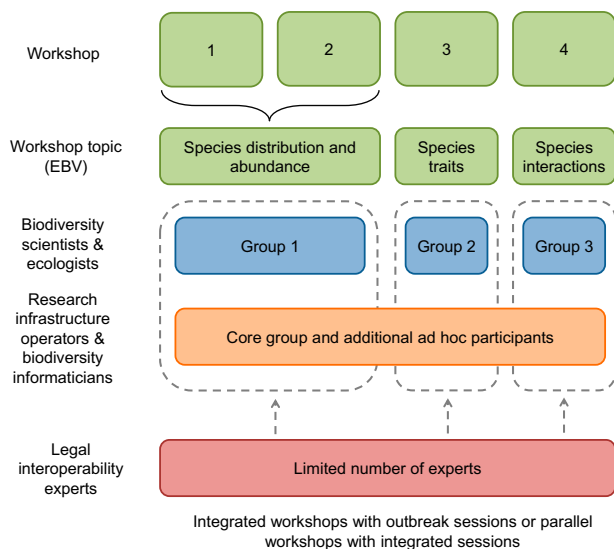 Workshop
1
2
3
4
Workshop topic
(EBV)
Species distribution and
abundance
Species
traits
Species
interactions
Biodiversity
scientists &
ecologists
Group 1
Group 2
Group 3
Research
infrastructure
operators &
biodiversity
informaticians
Core group and additional ad hoc participants
Legal
interoperability
experts
Limited number of experts
Integrated workshops with outbreak sessions or parallel
workshops with integrated sessions